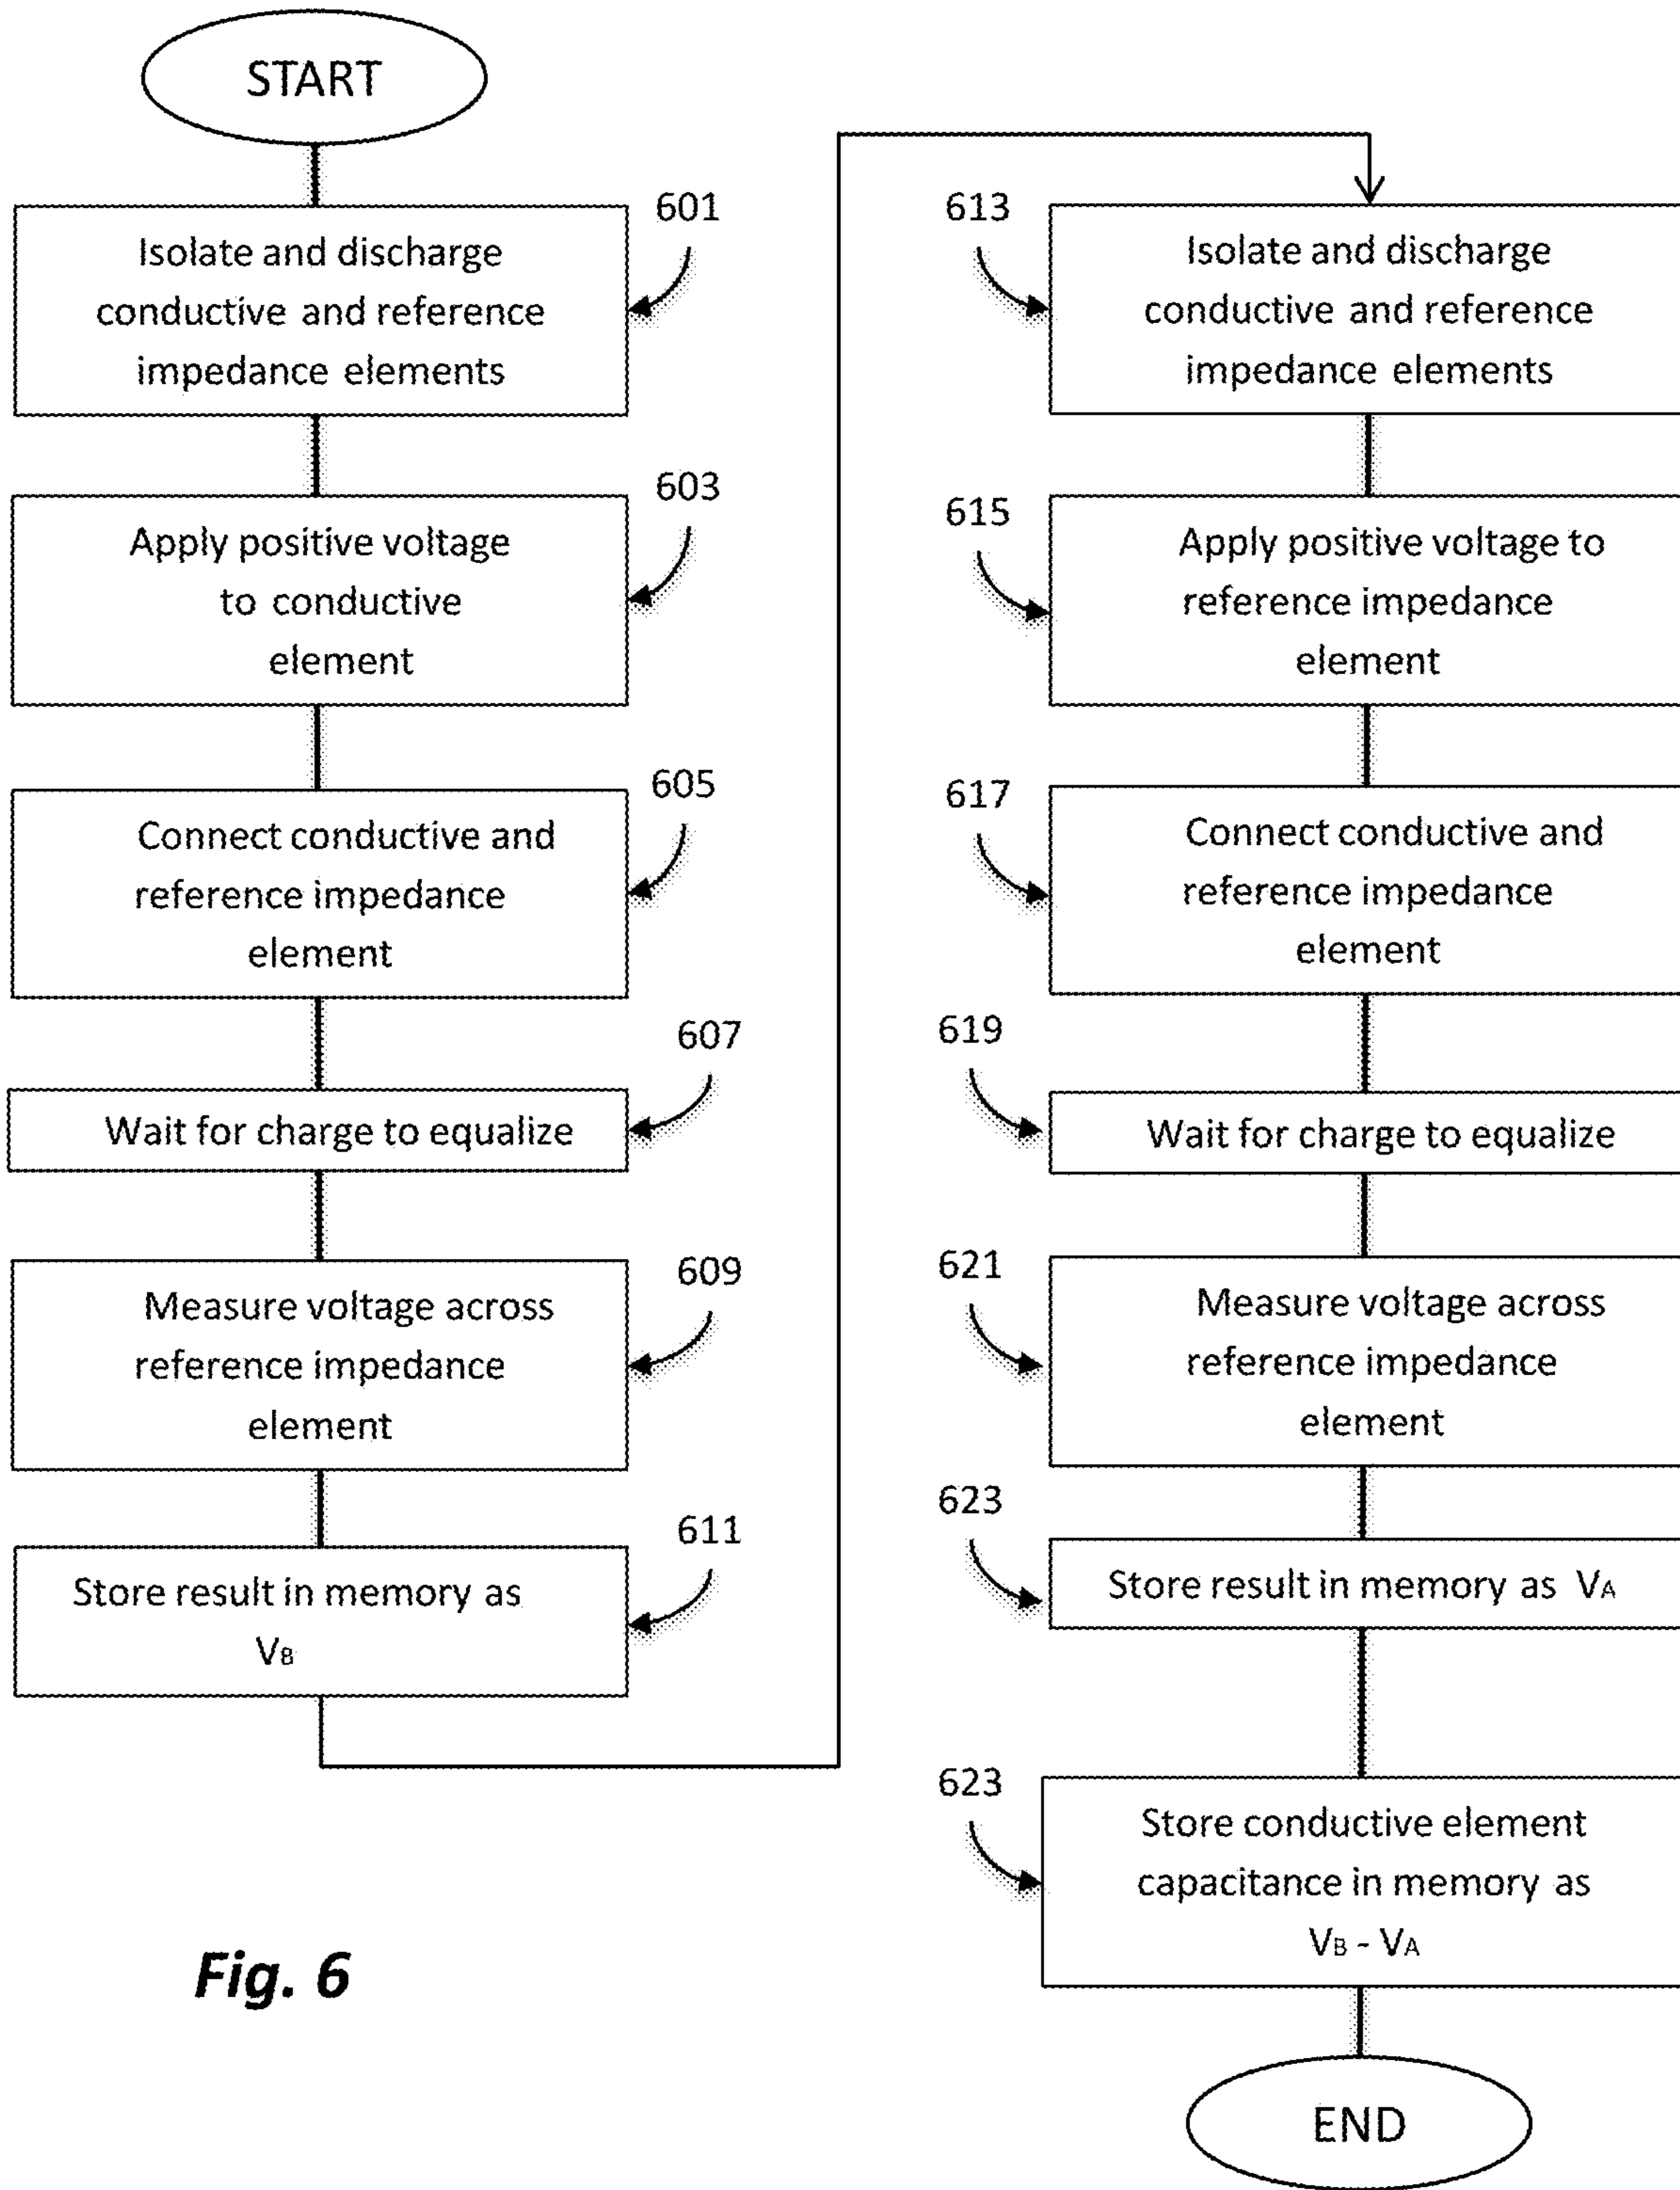 START
601
Isolate and discharge
conductive and reference
impedance elements
603
Apply positive voltage
to conductive
element
605
Connect conductive and
reference impedance
element
607
Wait for charge to equalize
609
Measure voltage across
reference impedance
element
611
Store result in memory as
VB
613
Isolate and discharge
conductive and reference
impedance elements
615
Apply positive voltage to
reference impedance
element
617
Connect conductive and
reference impedance
element
619
Wait for charge to equalize
621
Measure voltage across
reference impedance
element
623
Store result in memory as VA
623
Store conductive element
capacitance in memory as
VB - VA
END
Fig. 6